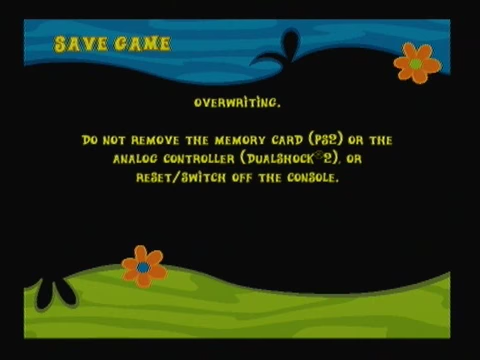 SAVE GAME
OVERWRITING.
DO NOT REMOVE THE MEMORY CARD (PS2) OR THE
ANALOG CONTROLLER (DUALSHOCK®2), OR
RESET/SWITCH OFF THE CONSOLE.